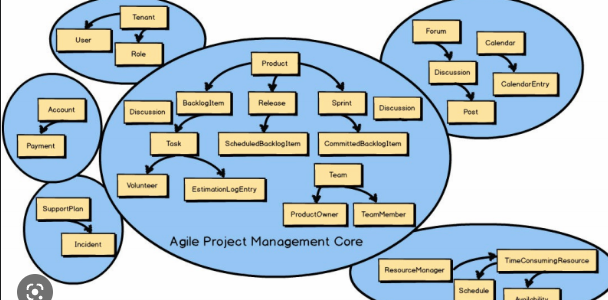 Tenant
User
Role
Forum
Calendar
Discussion
CalendarEntry
Post
Account
Payment
Product
BacklogItem
Release
Sprint
Discussion
Discussion
Task
ScheduledBacklogItem
CommittedBacklogItem
Volunteer
EstimationLogEntry
Team
ProductOwner
TeamMember
Agile Project Management Core
SupportPlan
Incident
ResourceManager
TimeConsumingResource
Schedule
Availability